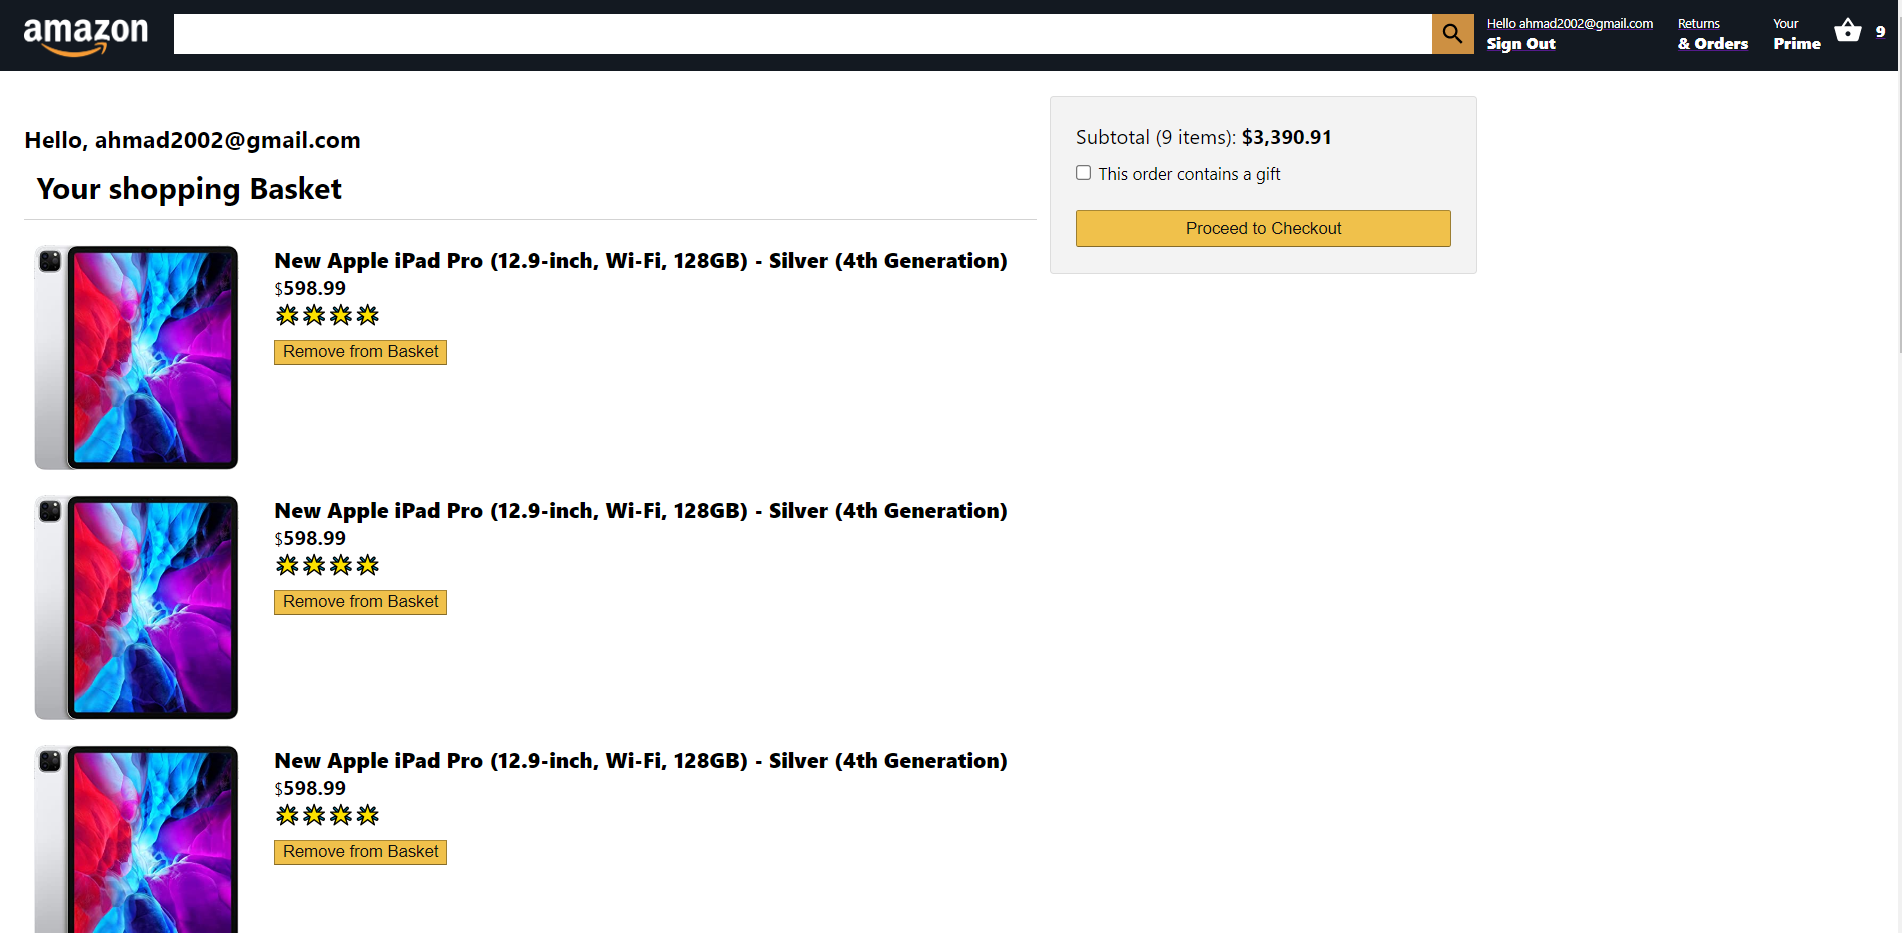 amazon
Hello ahmad2002@gmail.com
Sign Out
Returns
& Orders
Your
Prime
9
Hello, ahmad2002@gmail.com
Your shopping Basket
Subtotal (9 items): $3,390.91
This order contains a gift
Proceed to Checkout
New Apple iPad Pro (12.9-inch, Wi-Fi, 128GB) - Silver (4th Generation)
$598.99
Remove from Basket
New Apple iPad Pro (12.9-inch, Wi-Fi, 128GB) - Silver (4th Generation)
$598.99
Remove from Basket
New Apple iPad Pro (12.9-inch, Wi-Fi, 128GB) - Silver (4th Generation)
$598.99
Remove from Basket